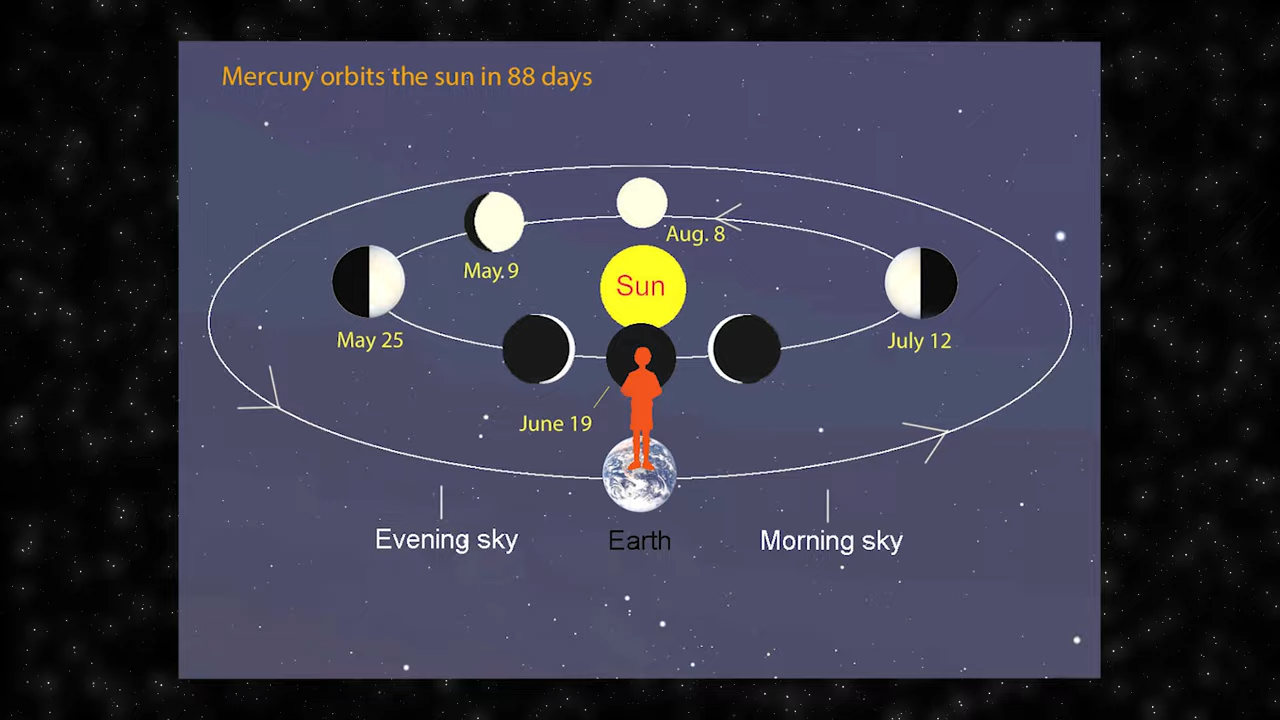 Mercury orbits the sun in 88 days
Aug. 8
May. 9
Sun
May 25
July 12
June 19
Evening sky
Earth
Morning sky